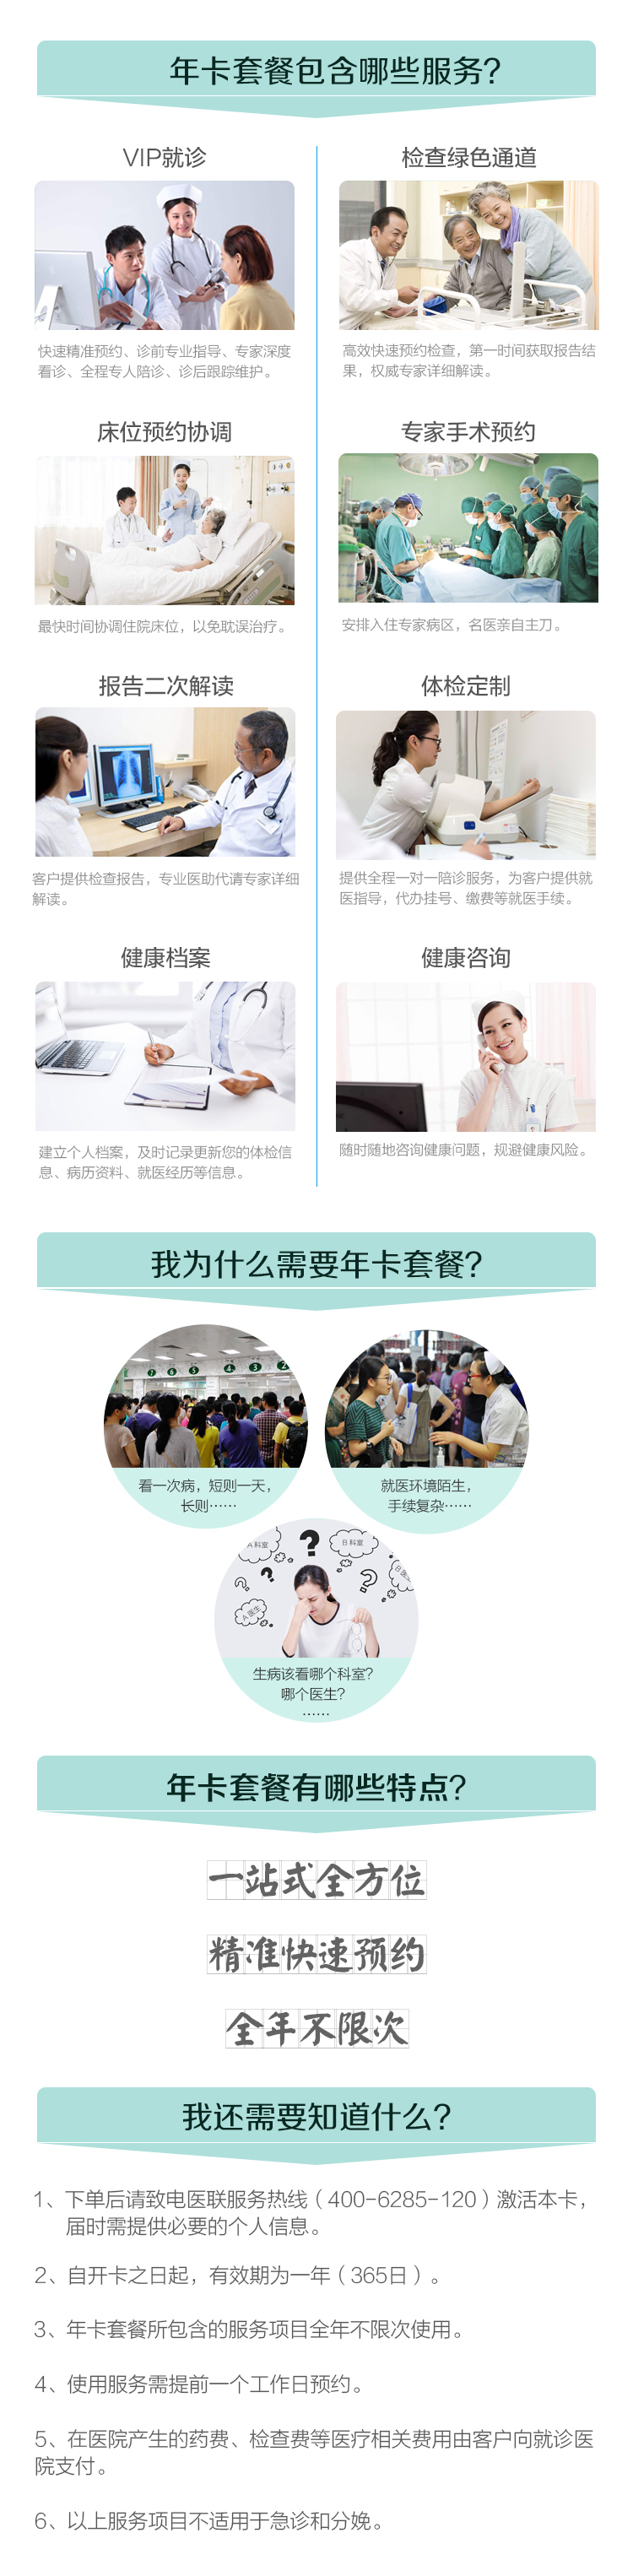 年卡套餐包含哪些服务?
VIP就诊
快速精准预约、诊前专业指导、专家深度
看诊、全程专人陪诊、诊后跟踪维护。
检查绿色通道
高效快速预约检查，第一时间获取报告结
果，权威专家详细解读。
床位预约协调
最快时间协调住院床位，以免耽误治疗。
专家手术预约
安排入住专家病区，名医亲自主刀。
报告二次解读
客户提供检查报告，专业医助代请专家详细
解读。
体检定制
提供全程一对一陪诊服务，为客户提供就
医指导，代办挂号、缴费等就医手续。
健康档案
建立个人档案，及时记录更新您的体检信
息、病历资料、就医经历等信息。
健康咨询
随时随地咨询健康问题，规避健康风险。
我为什么需要年卡套餐?
7 6 5 4 3 2
看一次病，短则一天，
长则……
就医环境陌生，
手续复杂……
A科室
B科室
?
?
?
?
A医生
B医生
生病该看哪个科室?
哪个医生?
……
年卡套餐有哪些特点?
一站式全方位
精准快速预约
全年不限次
我还需要知道什么?
1、下单后请致电医联服务热线（400-6285-120）激活本卡，
届时需提供必要的个人信息。
2、自开卡之日起，有效期为一年（365日）。
3、年卡套餐所包含的服务项目全年不限次使用。
4、使用服务需提前一个工作日预约。
5、在医院产生的药费、检查费等医疗相关费用由客户向就诊医
院支付。
6、以上服务项目不适用于急诊和分娩。